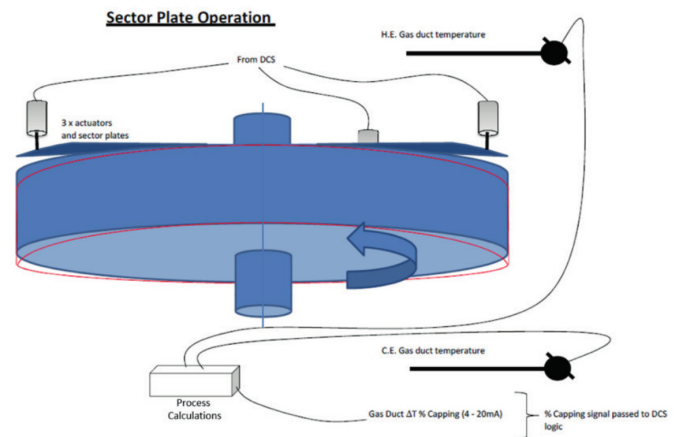 Sector Plate Operation
H.E. Gas duct temperature
From DCS
3 x actuators
and sector plates
C.E. Gas duct temperature
Process
Calculations
Gas Duct ΔT % Capping (4 - 20mA)
% Capping signal passed to DCS
logic